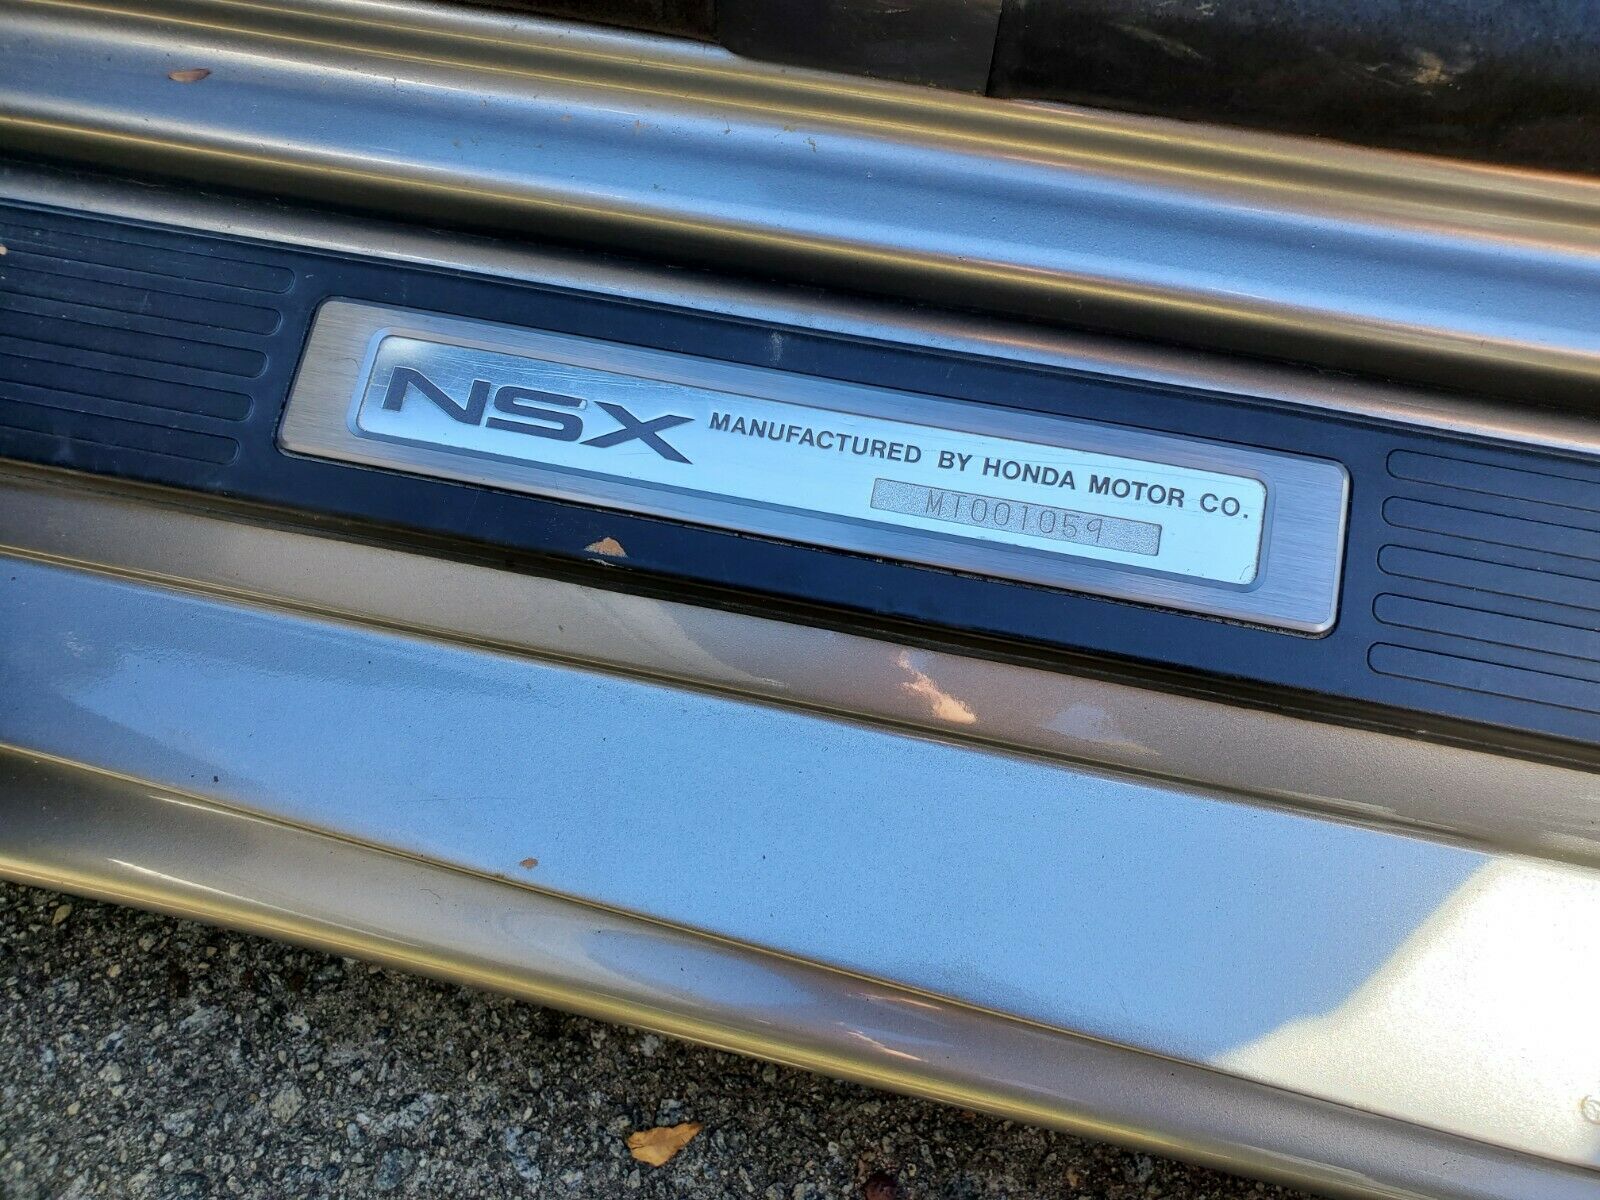 NSX MANUFACTURED BY HONDA MOTOR CO.
MT001059